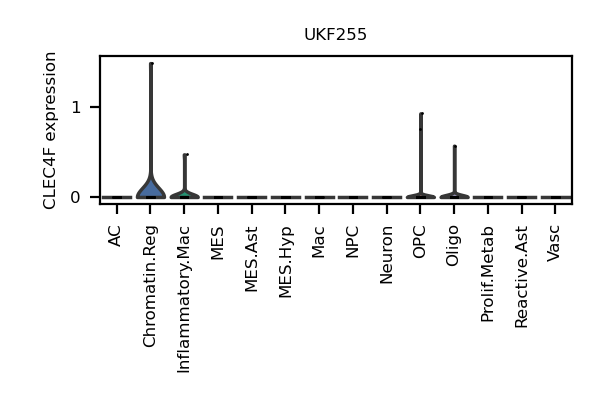 UKF255
CLEC4F expression
1
0
AC
Chromatin.Reg
Inflammatory.Mac
MES
MES.Ast
MES.Hyp
Mac
NPC
Neuron
OPC
Oligo
Prolif.Metab
Reactive.Ast
Vasc